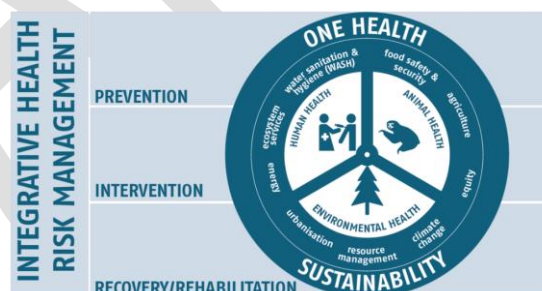 INTEGRATIVE HEALTH
RISK MANAGEMENT
PREVENTION
INTERVENTION
RECOVERY/REHABILITATION
ONE HEALTH
water sanitation &
hygiene (WASH)
food safety &
security
ecosystem
services
agriculture
energy
equity
urbanisation
resource
management
climate
change
HUMAN HEALTH
ANIMAL HEALTH
ENVIRONMENTAL HEALTH
SUSTAINABILITY